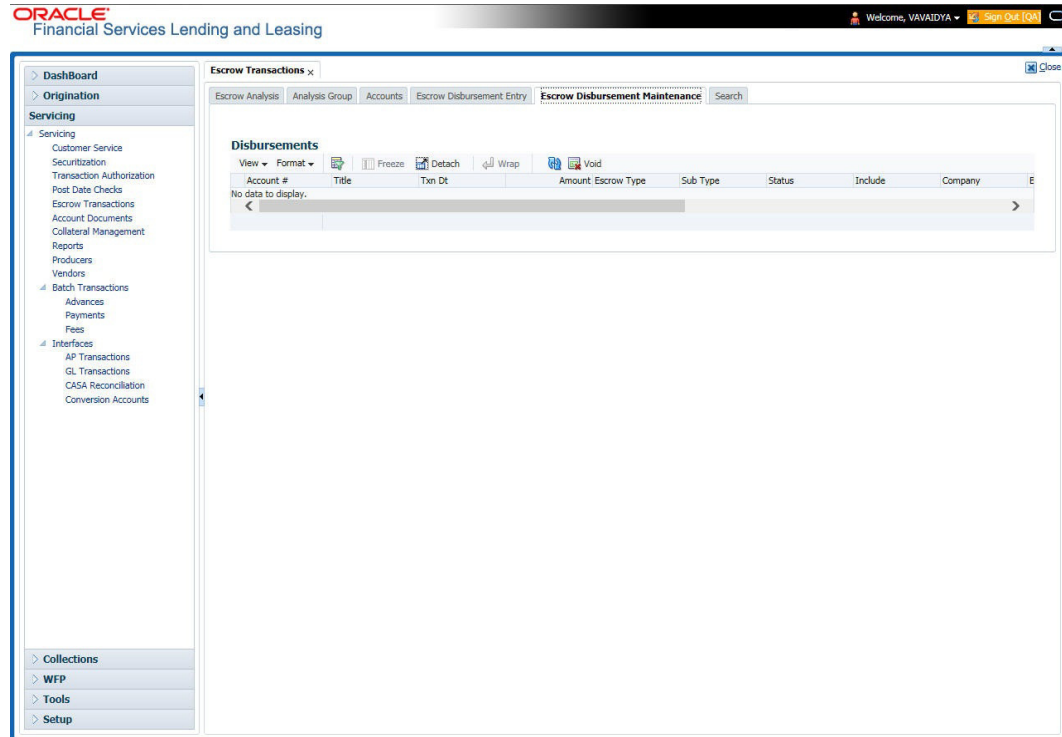 ORACLE
Financial Services Lending and Leasing
Welcome, VAVAIDYA
Sign Out [QA]
Close
DashBoard
Origination
Servicing
Servicing
Customer Service
Securitization
Transaction Authorization
Post Date Checks
Escrow Transactions
Account Documents
Collateral Management
Reports
Producers
Vendors
Batch Transactions
Advances
Payments
Fees
Interfaces
AP Transactions
GL Transactions
CASA Reconciliation
Conversion Accounts
Collections
WFP
Tools
Setup
Escrow Transactions x
Escrow Analysis Analysis Group Accounts Escrow Disbursement Entry Escrow Disbursement Maintenance Search
Disbursements
View Format Freeze Detach Wrap Void
Account # Title Txn Dt Amount Escrow Type Sub Type Status Include Company
No data to display.